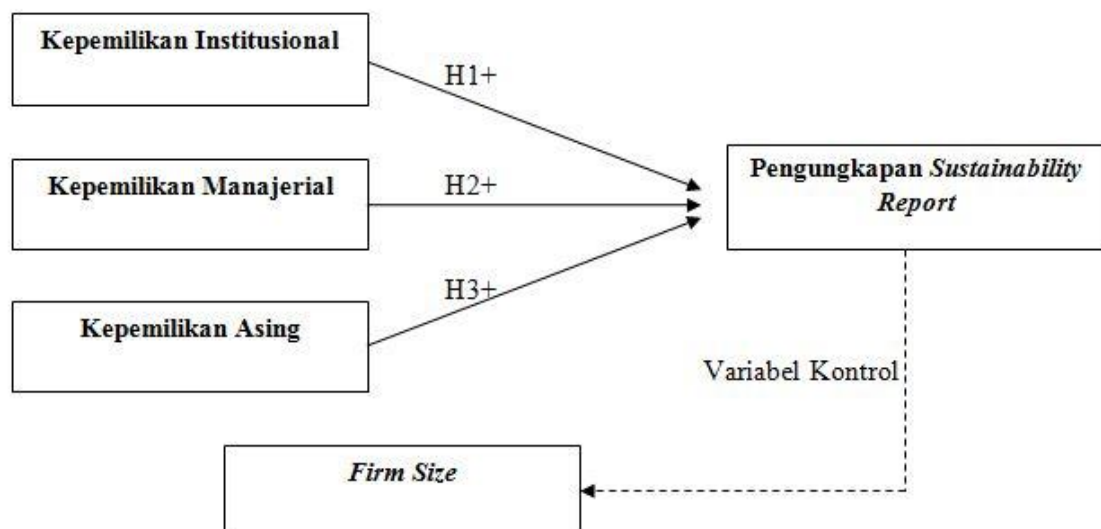 Kepemilikan Institusional
H1+
Kepemilikan Manajerial
H2+
Pengungkapan Sustainability
Report
Kepemilikan Asing
H3+
Variabel Kontrol
Firm Size